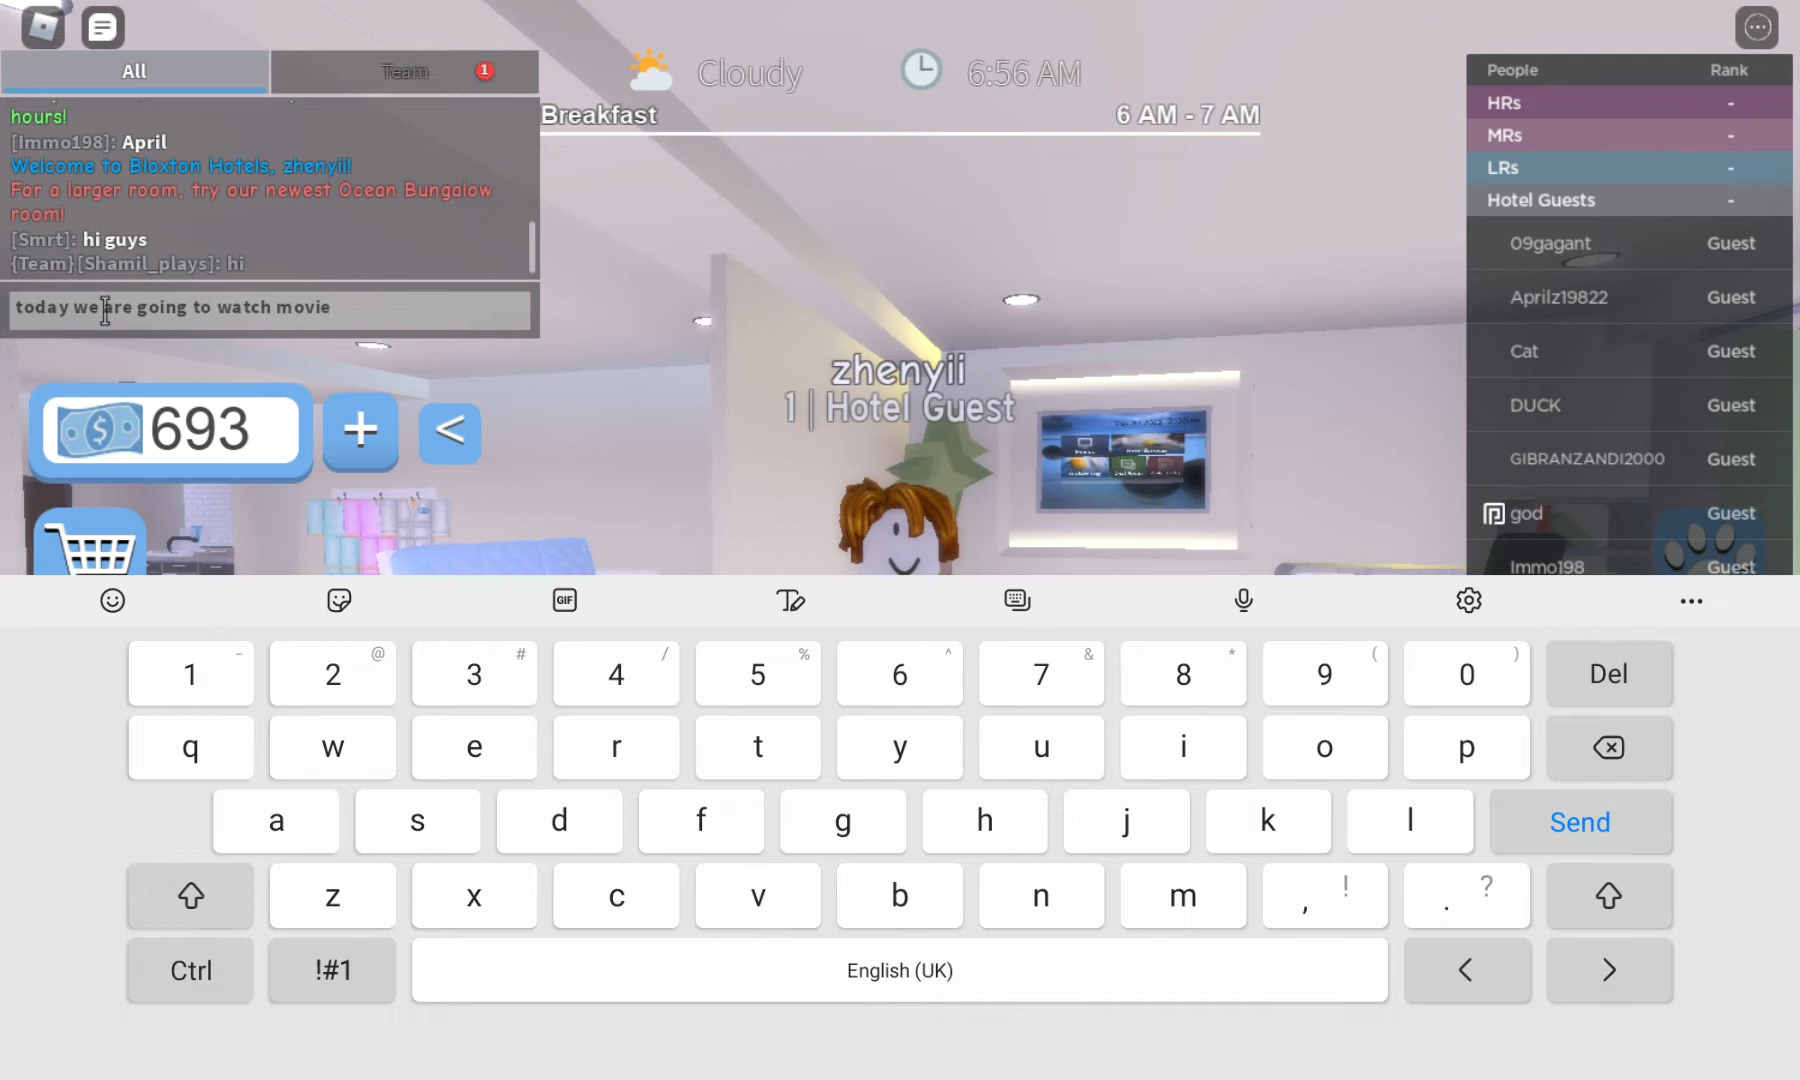 All
Team
1
hours!
[Immo198]: April
Welcome to Bloxton Hotels, zhenyii!
For a larger room, try our newest Ocean Bungalow
room!
[Smrt]: hi guys
{Team}[Shamil_plays]: hi
today we are going to watch movie
Cloudy
6:56 AM
Breakfast
6 AM - 7 AM
People Rank
HRs -
MRs -
LRs -
Hotel Guests -
09gagant Guest
Aprilz19822 Guest
Cat Guest
DUCK Guest
GIBRANZANDI2000 Guest
god Guest
Immo198 Guest
693
+
<
zhenyii
1 | Hotel Guest
GIF
1 - 2 @ 3 # 4 / 5 % 6 ^ 7 & 8 * 9 ( 0 ) Del
q w e r t y u i o p
a s d f g h j k l Send
z x c v b n m , ! . ?
Ctrl !#1 English (UK) < >